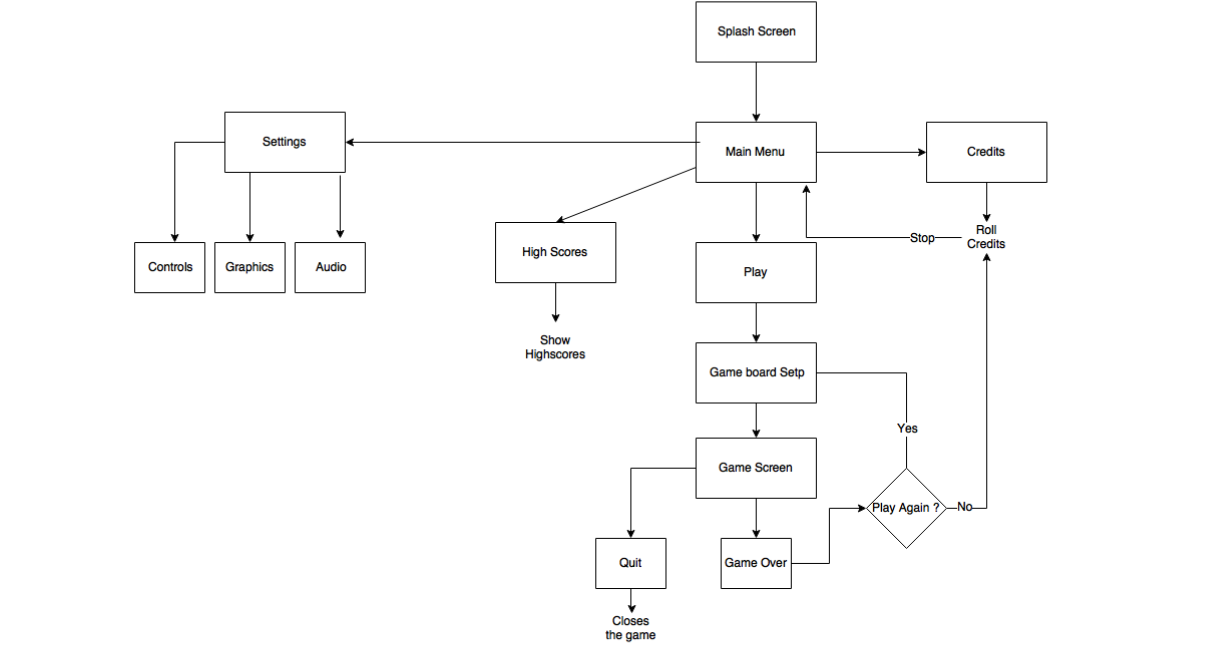 Splash Screen
Settings
Main Menu
Credits
Stop
Roll
Credits
High Scores
Controls
Graphics
Audio
Play
Show
Highscores
Game board Setp
Yes
Game Screen
Play Again ?
No
Quit
Game Over
Closes
the game